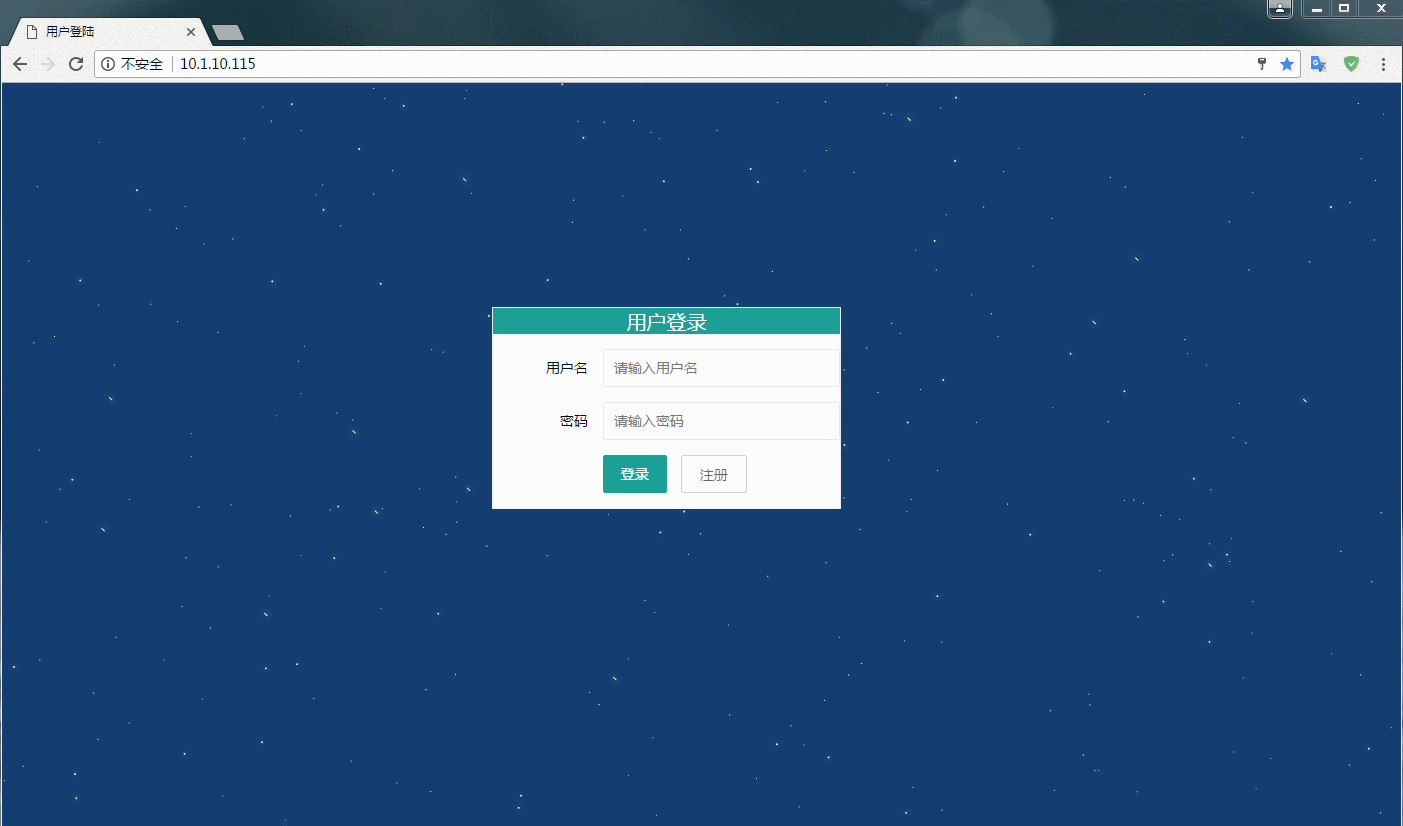 用户登陆
不安全 10.1.10.115
用户登录
用户名 请输入用户名
密码 请输入密码
登录 注册